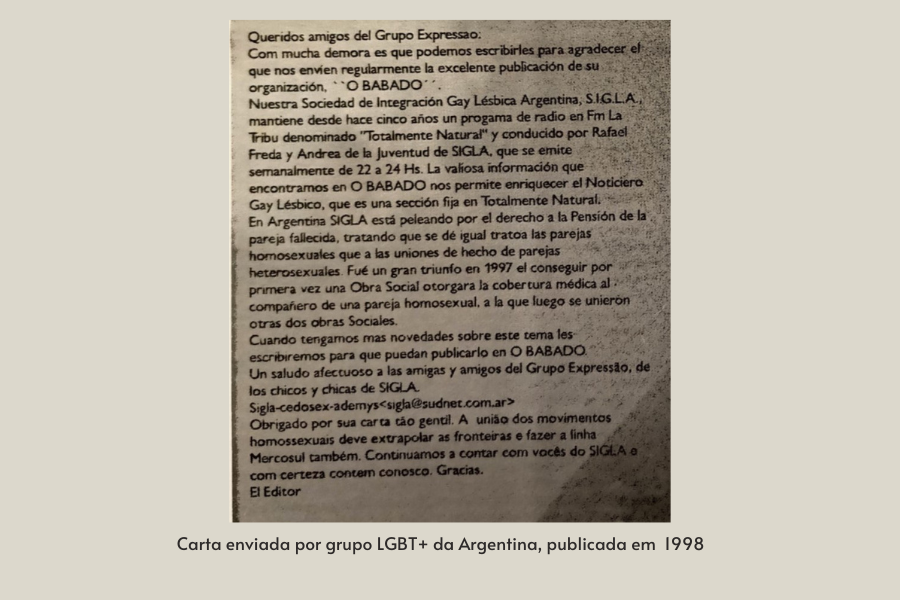 Queridos amigos del Grupo Expressao:
Com mucha demora es que podemos escribirles para agradecer el
que nos envien regularmente la excelente publicación de su
organización, ``O BABADO´´.
Nuestra Sociedad de Integración Gay Lésbica Argentina, S.I.G.L.A.,
mantiene desde hace cinco años un progama de radio en Fm La
Tribu denominado "Totalmente Natural" y conducido por Rafael
Freda y Andrea de la Juventud de SIGLA, que se emite
semanalmente de 22 a 24 Hs. La valiosa información que
encontramos en O BABADO nos permite enriquecer el Noticiero
Gay Lésbico, que es una sección fija en Totalmente Natural.
En Argentina SIGLA está peleando por el derecho a la Pensión de la
pareja fallecida, tratando que se dé igual tratoa las parejas
homosexuales que a las uniones de hecho de parejas
heterosexuales. Fué un gran triunfo en 1997 el conseguir por
primera vez una Obra Social otorgara la cobertura médica al
compañero de una pareja homosexual, a la que luego se unierón
otras dos obras Sociales.
Cuando tengamos mas novedades sobre este tema les
escribiremos para que puedan publicarlo en O BABADO.
Un saludo afectuoso a las amigas y amigos del Grupo Expressão, de
los chicos y chicas de SIGLA.
Sigla-cedosex-ademys<sigla@sudnet.com.ar>
Obrigado por sua carta tão gentil. A união dos movimentos
homossexuais deve extrapolar as fronteiras e fazer a linha
Mercosul também. Continuamos a contar com vocês do SIGLA e
com certeza contem conosco. Gracias.
El Editor
Carta enviada por grupo LGBT+ da Argentina, publicada em 1998